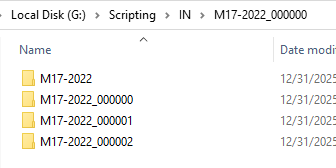 Local Disk (G:) > Scripting > IN > M17-2022_000000
Name Date modif
M17-2022 12/31/2025
M17-2022_000000 12/31/2025
M17-2022_000001 12/31/2025
M17-2022_000002 12/31/2025